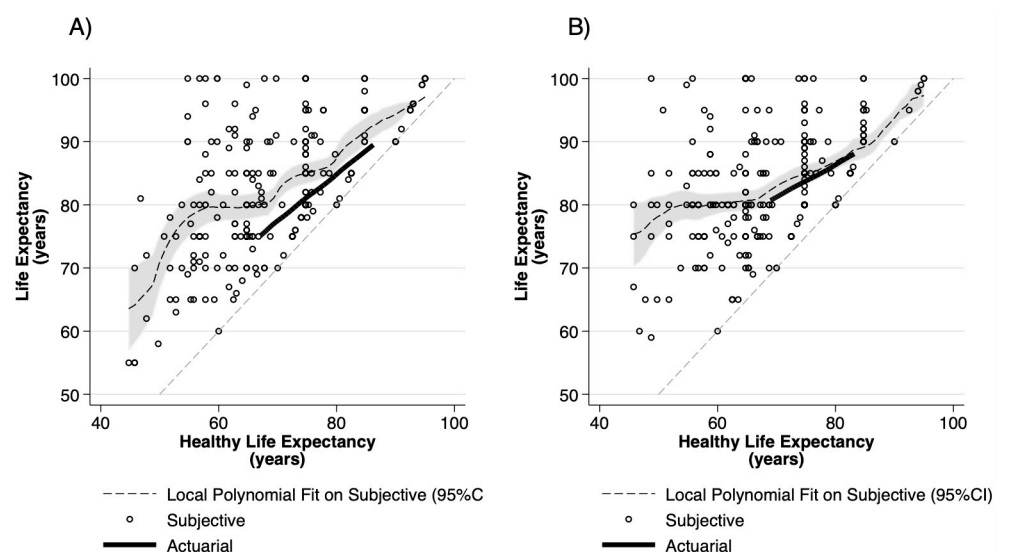 A)
Life Expectancy
(years)
100
90
80
70
60
50
40 60 80 100
Healthy Life Expectancy
(years)
Local Polynomial Fit on Subjective (95%C
Subjective
Actuarial
B)
Life Expectancy
(years)
100
90
80
70
60
50
40 60 80 100
Healthy Life Expectancy
(years)
Local Polynomial Fit on Subjective (95%CI)
Subjective
Actuarial